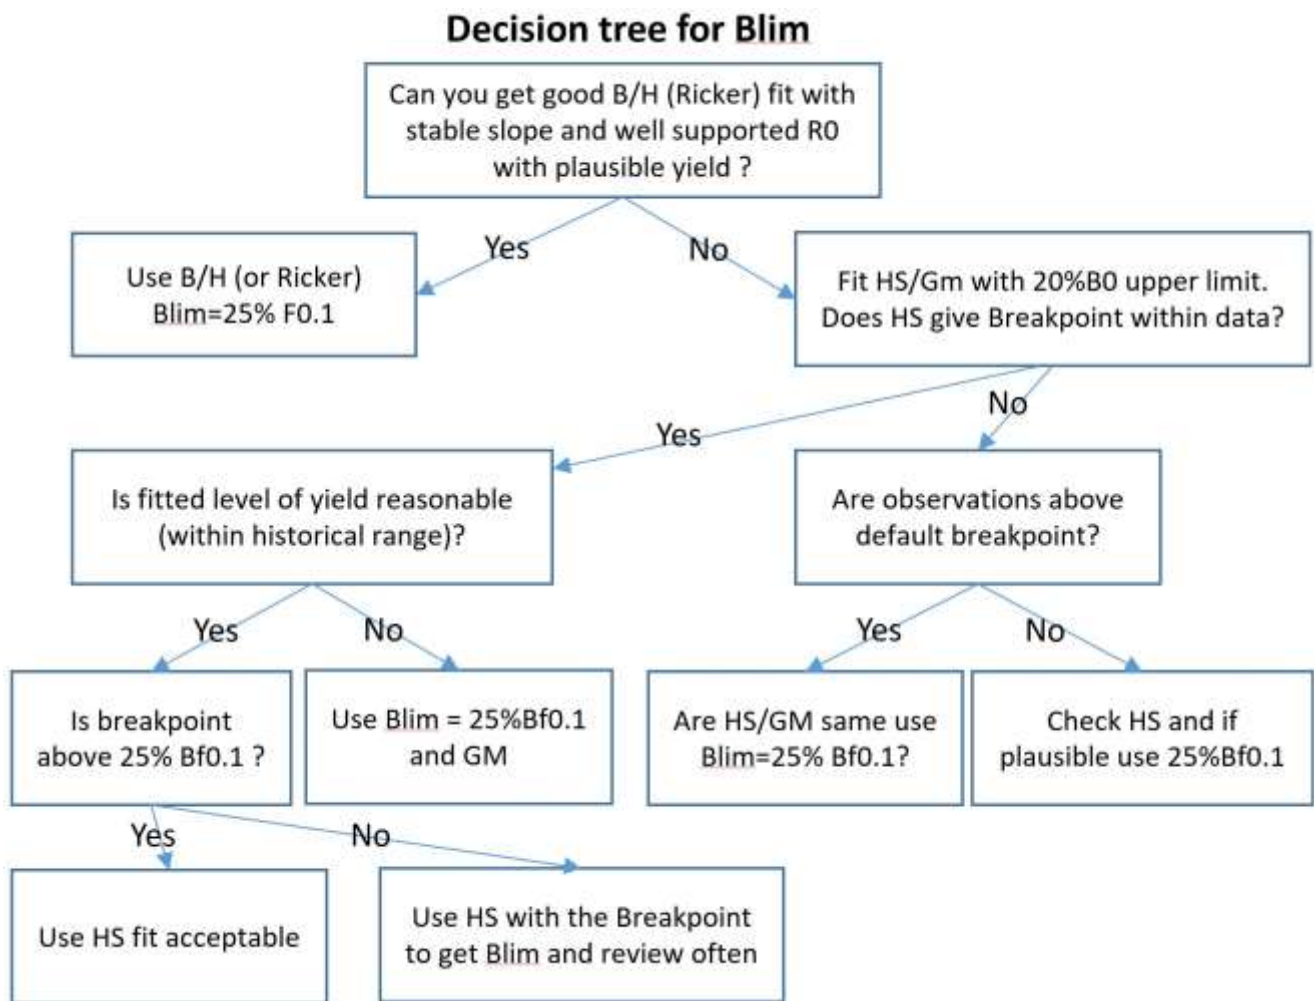 Decision tree for Blim
Can you get good B/H (Ricker) fit with
stable slope and well supported R0
with plausible yield ?
Yes
No
Use B/H (or Ricker)
Blim=25% F0.1
Fit HS/Gm with 20%B0 upper limit.
Does HS give Breakpoint within data?
Yes
No
Is fitted level of yield reasonable
(within historical range)?
Are observations above
default breakpoint?
Yes
No
Yes
No
Is breakpoint
above 25% Bf0.1 ?
Use Blim = 25%Bf0.1
and GM
Are HS/GM same use
Blim=25% Bf0.1?
Check HS and if
plausible use 25%Bf0.1
Yes
No
Use HS fit acceptable
Use HS with the Breakpoint
to get Blim and review often